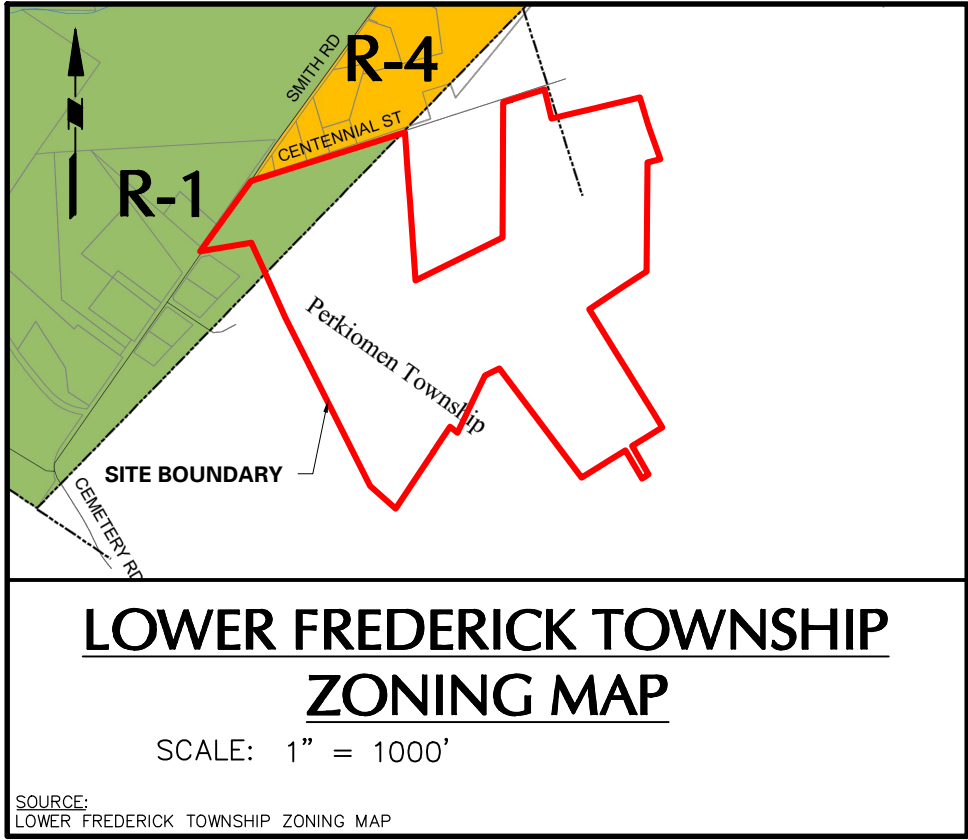 SMITH RD
R-4
CENTENNIAL ST
N
R-1
Perkiomen Township
SITE BOUNDARY
CEMETERY RD
LOWER FREDERICK TOWNSHIP
ZONING MAP
SCALE: 1” = 1000’
SOURCE:
LOWER FREDERICK TOWNSHIP ZONING MAP